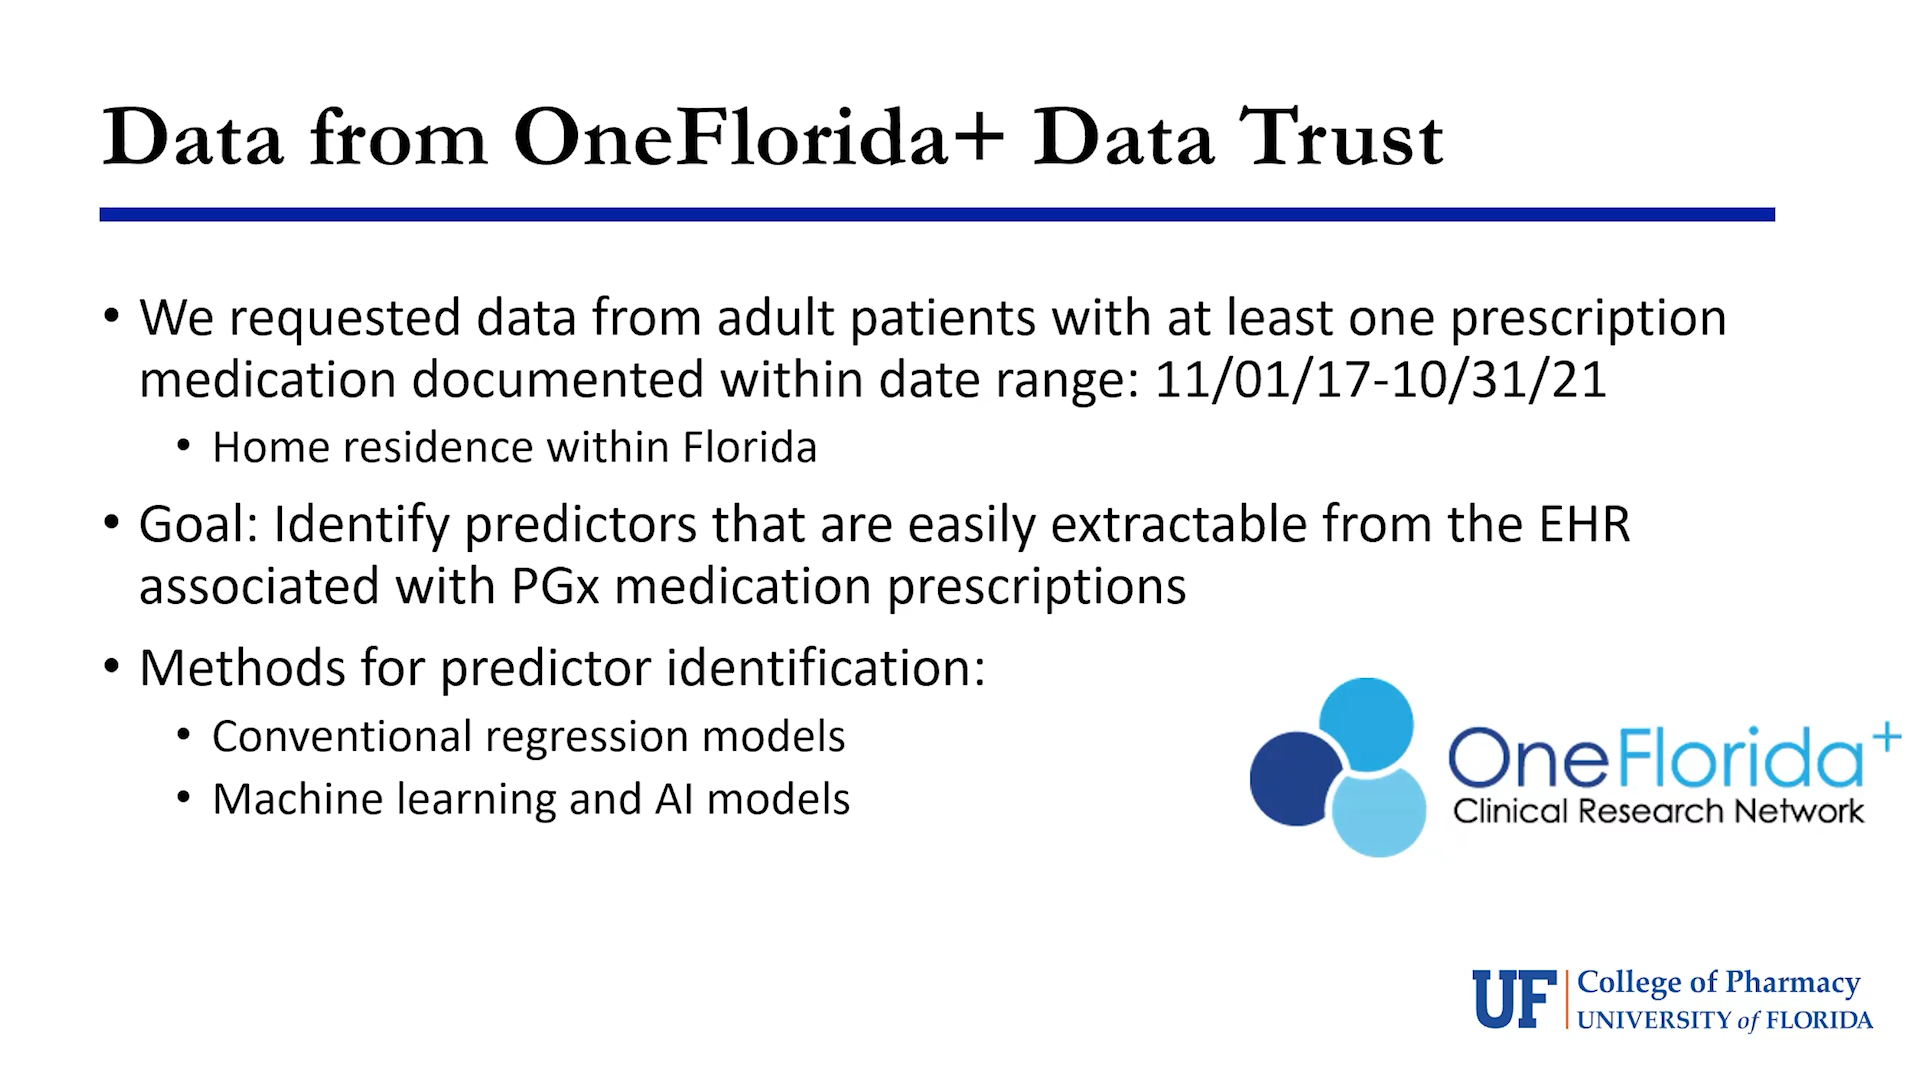 Data from OneFlorida+ Data Trust
• We requested data from adult patients with at least one prescription
medication documented within date range: 11/01/17-10/31/21
• Home residence within Florida
• Goal: Identify predictors that are easily extractable from the EHR
associated with PGx medication prescriptions
• Methods for predictor identification:
• Conventional regression models
• Machine learning and AI models
OneFlorida+
Clinical Research Network
UF College of Pharmacy
UNIVERSITY of FLORIDA